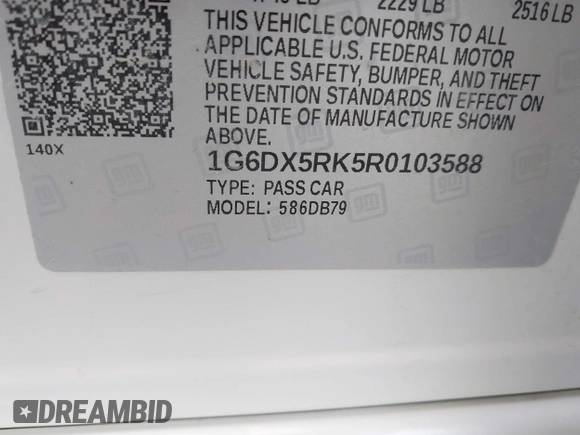 2229 LB
2516 LB
THIS VEHICLE CONFORMS TO ALL
APPLICABLE U.S. FEDERAL MOTOR
VEHICLE SAFETY, BUMPER, AND THEFT
PREVENTION STANDARDS IN EFFECT ON
THE DATE OF MANUFACTURE SHOWN
ABOVE.
140X
1G6DX5RK5R0103588
TYPE: PASS CAR
MODEL: 586DB79
gm
DREAMBID